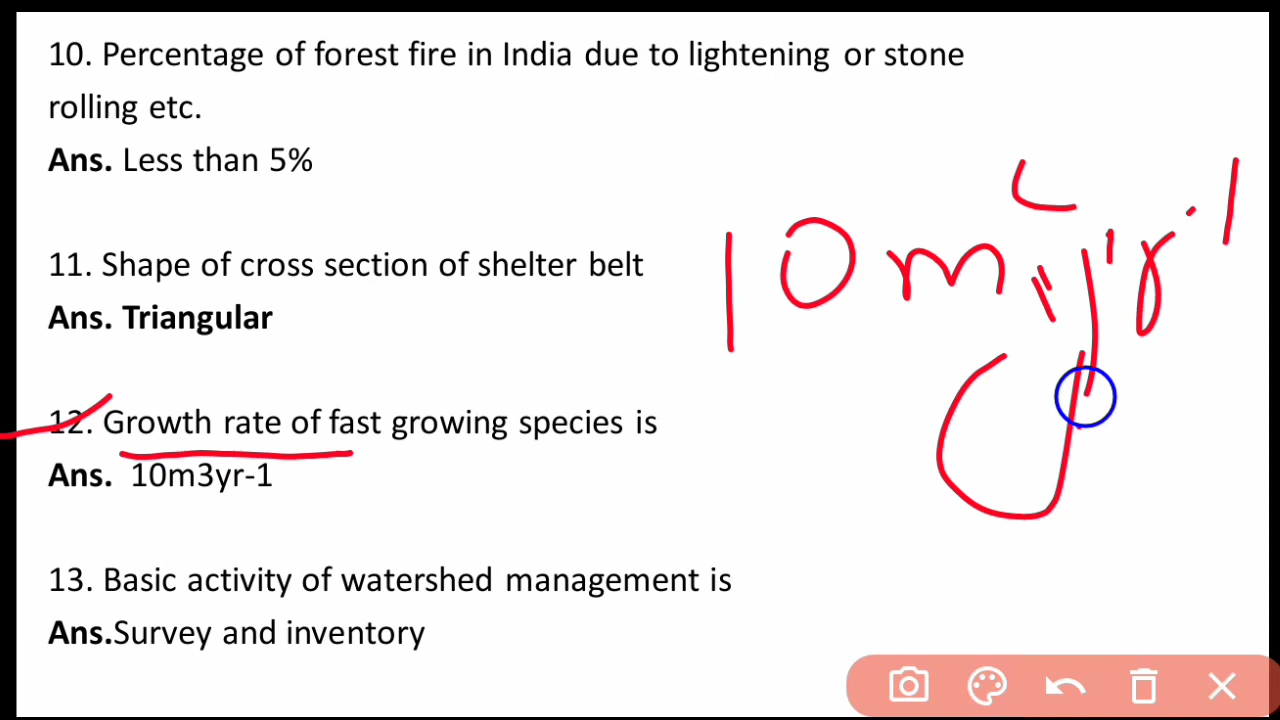 10. Percentage of forest fire in India due to lightening or stone
rolling etc.
Ans. Less than 5%
11. Shape of cross section of shelter belt
Ans. Triangular
12. Growth rate of fast growing species is
Ans. 10m3yr-1
13. Basic activity of watershed management is
Ans.Survey and inventory
10m